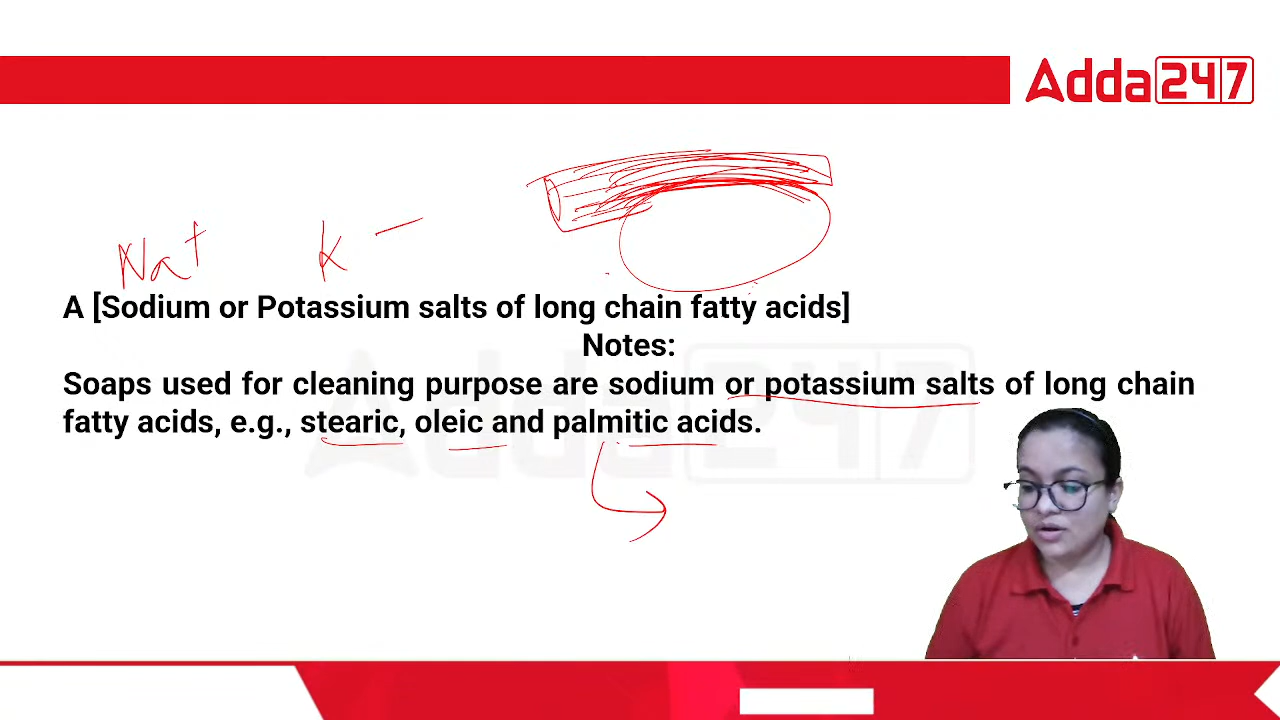 Adda247
Na+ K −
A [Sodium or Potassium salts of long chain fatty acids]
Notes:
Soaps used for cleaning purpose are sodium or potassium salts of long chain
fatty acids, e.g., stearic, oleic and palmitic acids.